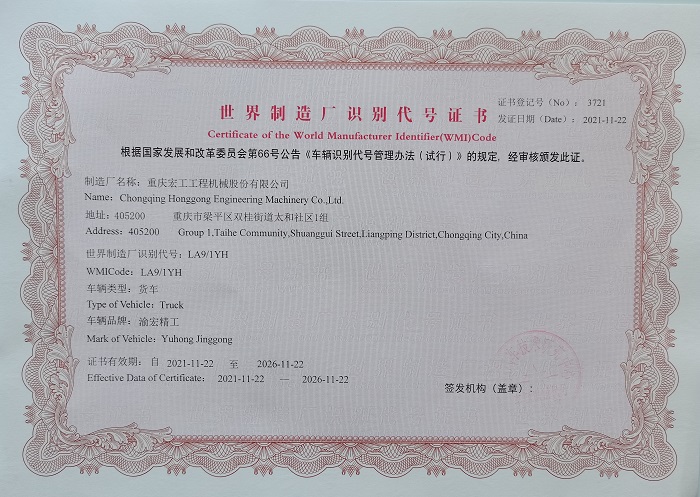 世界制造厂识别代号证书
Certificate of the World Manufacturer Identifier(WMI)Code
证书登记号（No）： 3721
发证日期（Date）： 2021-11-22
根据国家发展和改革委员会第66号公告《车辆识别代号管理办法（试行）》的规定，经审核颁发此证。
制造厂名称：重庆宏工工程机械股份有限公司
Name：Chongqing Honggong Engineering Machinery Co.,Ltd.
地址：405200 重庆市梁平区双桂街道太和社区1组
Address：405200 Group 1,Taihe Community,Shuanggui Street,Liangping District,Chongqing City,China
世界制造厂识别代号：LA9/1YH
WMICode：LA9/1YH
车辆类型：货车
Type of Vehicle：Truck
车辆品牌：渝宏精工
Mark of Vehicle：Yuhong Jinggong
证书有效期：自 2021-11-22 至 2026-11-22
Effective Data of Certificate： 2021-11-22 — 2026-11-22
签发机构（盖章）：